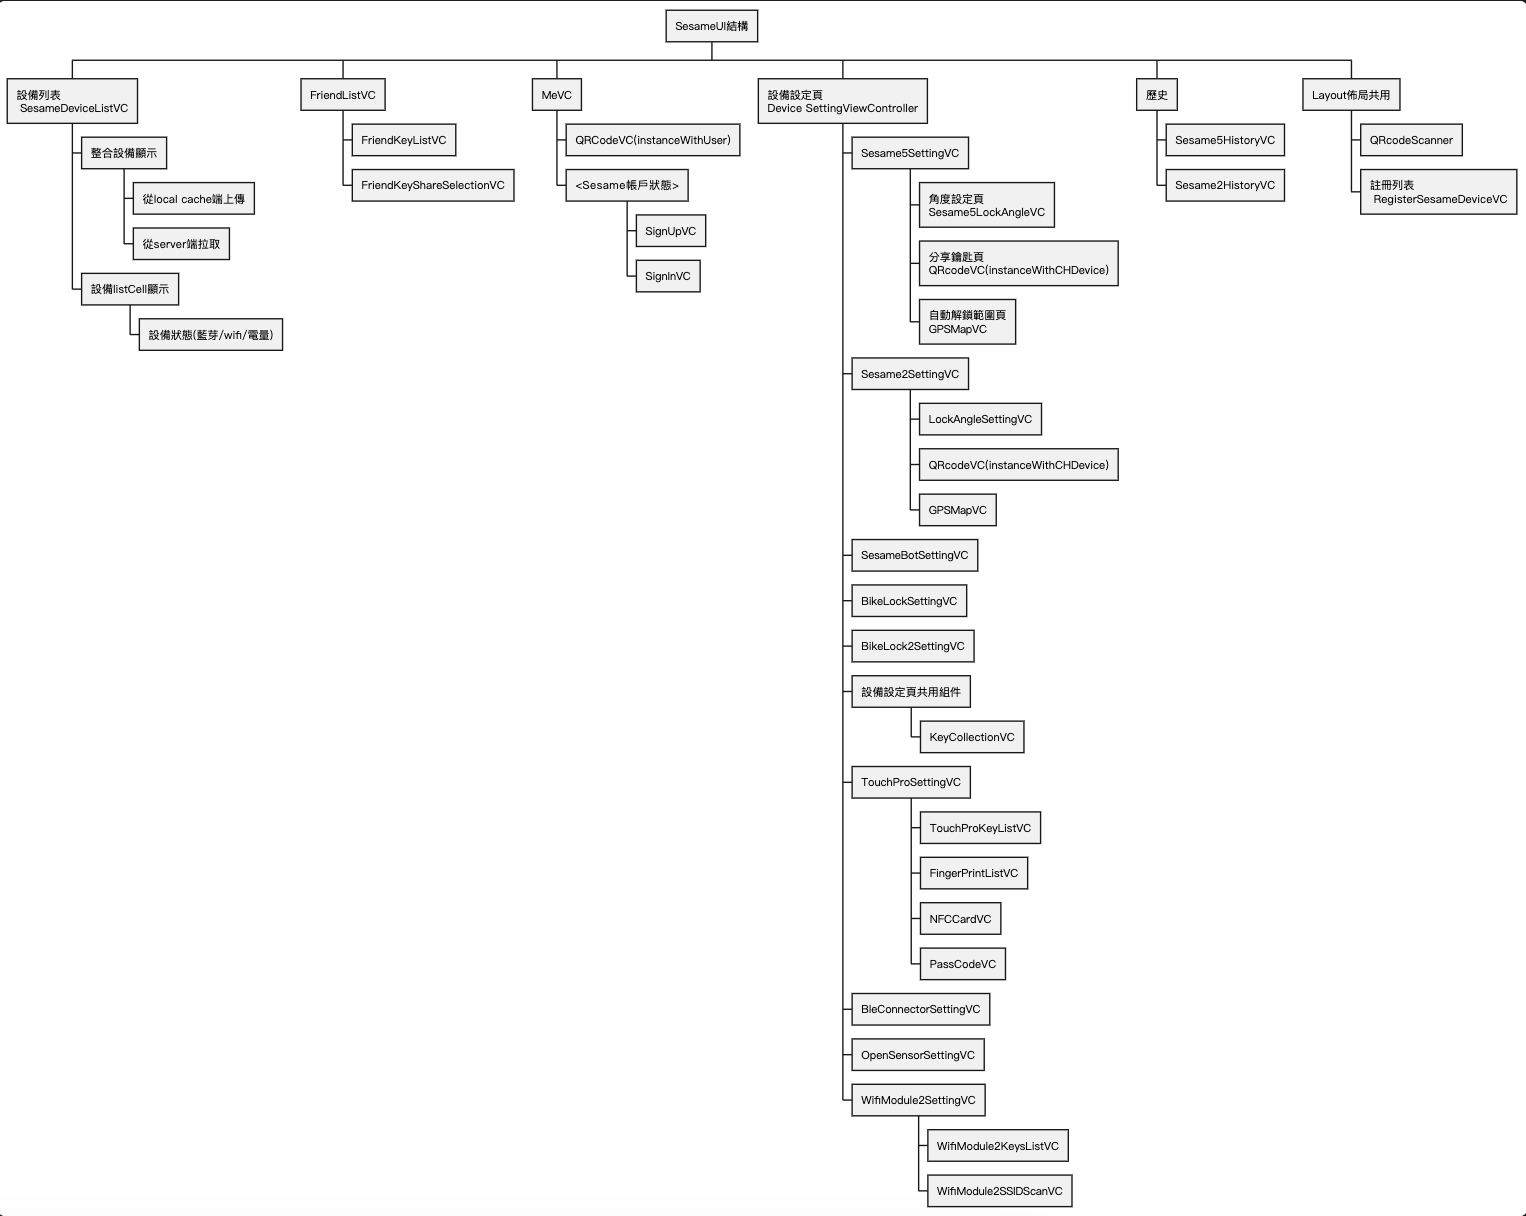 SesameUI結構
設備列表
SesameDeviceListVC
整合設備顯示
從local cache端上傳
從server端拉取
設備listCell顯示
設備狀態(藍芽/wifi/電量)
FriendListVC
FriendKeyListVC
FriendKeyShareSelectionVC
MeVC
QRCodeVC(instanceWithUser)
<Sesame帳戶狀態>
SignUpVC
SignInVC
設備設定頁
Device SettingViewController
Sesame5SettingVC
角度設定頁
Sesame5LockAngleVC
分享鑰匙頁
QRcodeVC(instanceWithCHDevice)
自動解鎖範圍頁
GPSMapVC
Sesame2SettingVC
LockAngleSettingVC
QRcodeVC(instanceWithCHDevice)
GPSMapVC
SesameBotSettingVC
BikeLockSettingVC
BikeLock2SettingVC
設備設定頁共用組件
KeyCollectionVC
TouchProSettingVC
TouchProKeyListVC
FingerPrintListVC
NFCCardVC
PassCodeVC
BleConnectorSettingVC
OpenSensorSettingVC
WifiModule2SettingVC
WifiModule2KeysListVC
WifiModule2SSIDScanVC
歷史
Sesame5HistoryVC
Sesame2HistoryVC
Layout佈局共用
QRcodeScanner
註冊列表
RegisterSesameDeviceVC